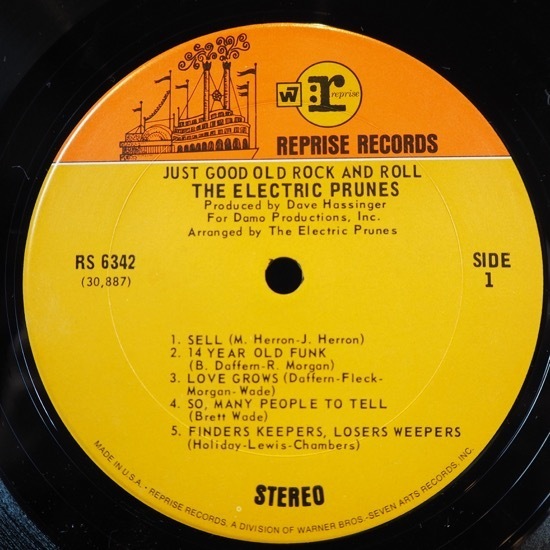 W7 r reprise
REPRISE RECORDS
JUST GOOD OLD ROCK AND ROLL
THE ELECTRIC PRUNES
Produced by Dave Hassinger
For Damo Productions, Inc.
Arranged by The Electric Prunes
RS 6342
(30,887)
SIDE
1
1. SELL (M. Herron-J. Herron)
2. 14 YEAR OLD FUNK
(B. Daffern-R. Morgan)
3. LOVE GROWS (Daffern-Fleck-
Morgan-Wade)
4. SO, MANY PEOPLE TO TELL
(Brett Wade)
5. FINDERS KEEPERS, LOSERS WEEPERS
(Holiday-Lewis-Chambers)
STEREO
MADE IN U.S.A. • REPRISE RECORDS, A DIVISION OF WARNER BROS.-SEVEN ARTS RECORDS, INC.